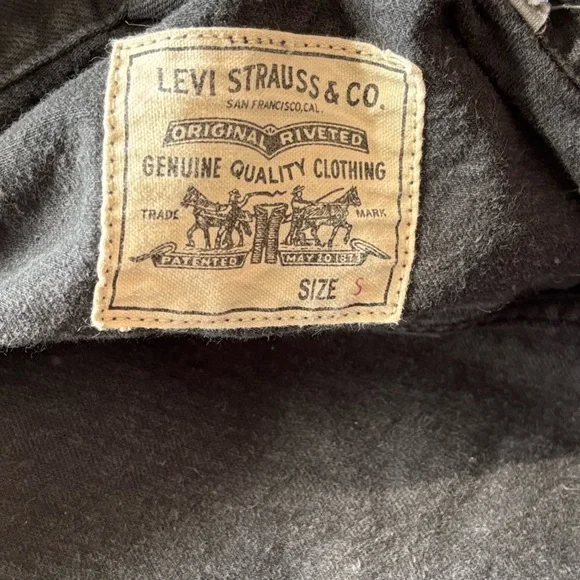 LEVI STRAUSS & CO.
SAN FRANCISCO, CAL.
ORIGINAL RIVETED
GENUINE QUALITY CLOTHING
TRADE MARK
PATENTED MAY 20 1873
SIZE S